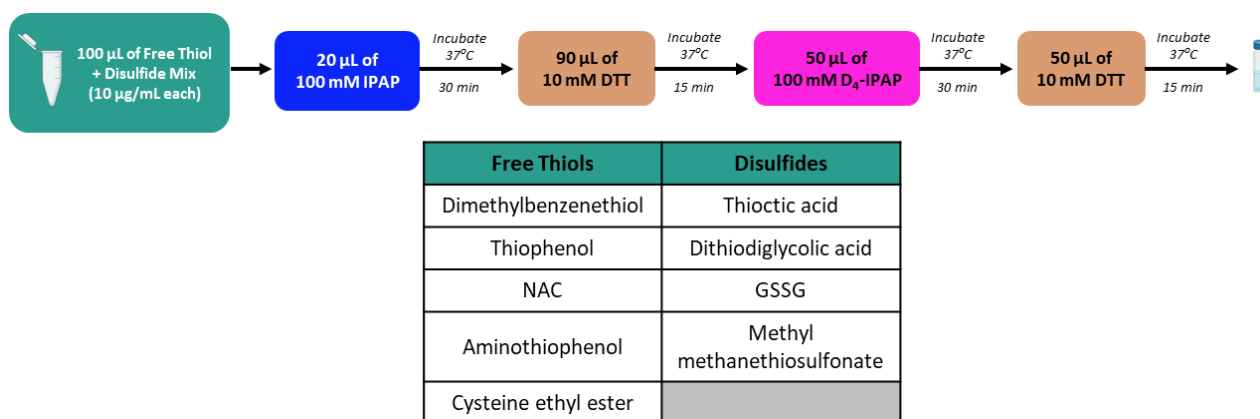 100 µL of Free Thiol
+ Disulfide Mix
(10 µg/mL each)
20 µL of
100 mM IPAP
Incubate
37°C
30 min
90 µL of
10 mM DTT
Incubate
37°C
15 min
50 µL of
100 mM D₄-IPAP
Incubate
37°C
30 min
50 µL of
10 mM DTT
Incubate
37°C
15 min
Free Thiols
Disulfides
Dimethylbenzenethiol
Thioctic acid
Thiophenol
Dithiodiglycolic acid
NAC
GSSG
Aminothiophenol
Methyl
methanethiosulfonate
Cysteine ethyl ester